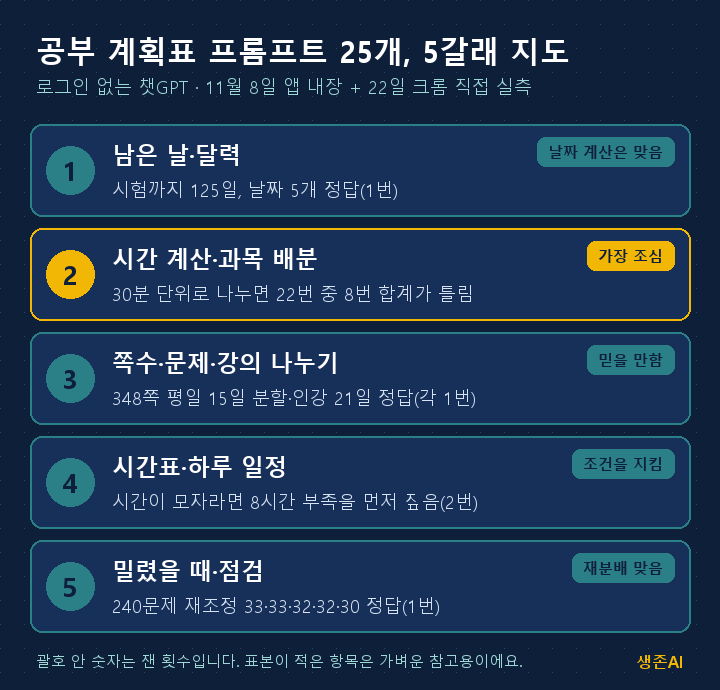 공부 계획표 프롬프트 25개, 5갈래 지도
로그인 없는 챗GPT · 11월 8일 앱 내장 + 22일 크롬 직접 실측
1
남은 날·달력
날짜 계산은 맞음
시험까지 125일, 날짜 5개 정답(1번)
2
시간 계산·과목 배분
가장 조심
30분 단위로 나누면 22번 중 8번 합계가 틀림
3
쪽수·문제·강의 나누기
믿을 만함
348쪽 평일 15일 분할·인강 21일 정답(각 1번)
4
시간표·하루 일정
조건을 지킴
시간이 모자라면 8시간 부족을 먼저 짚음(2번)
5
밀렸을 때·점검
재분배 맞음
240문제 재조정 33·33·32·32·30 정답(1번)
괄호 안 숫자는 잰 횟수입니다. 표본이 적은 항목은 가벼운 참고용이에요.
생존AI